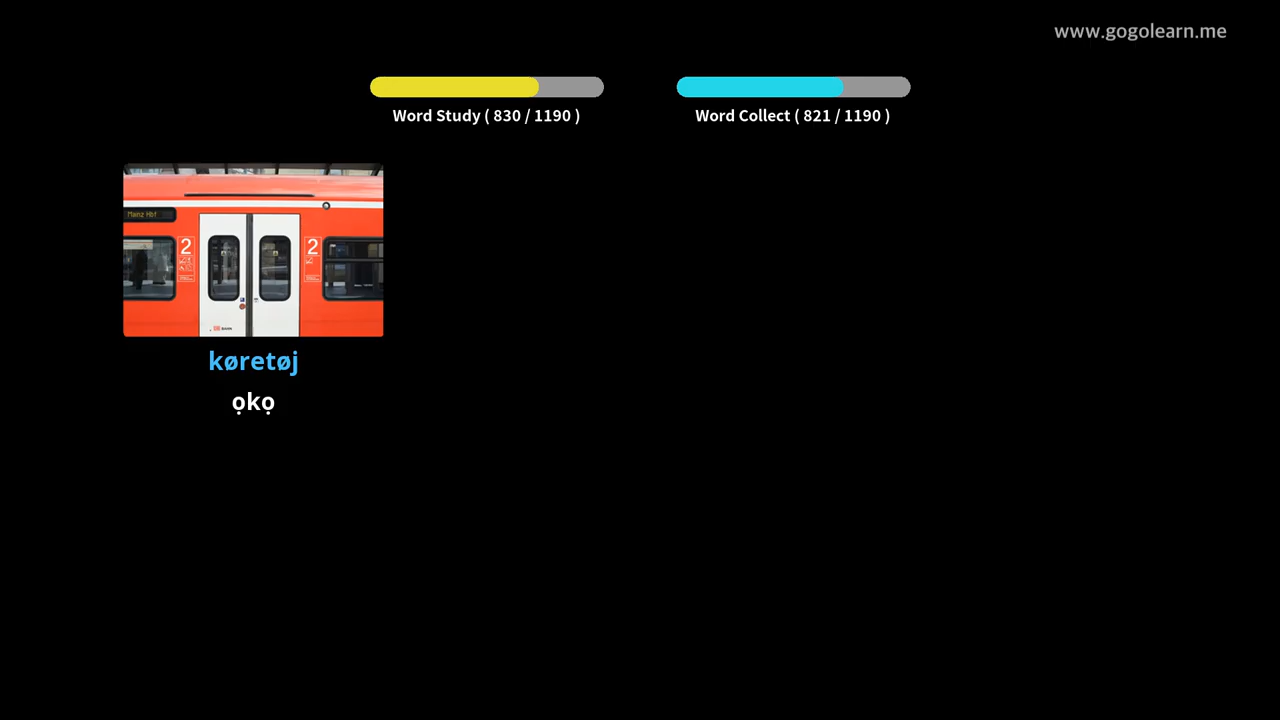 www.gogolearn.me
Word Study ( 830 / 1190 )
Word Collect ( 821 / 1190 )
Mainz Hbf
2
2
køretøj
ọkọ